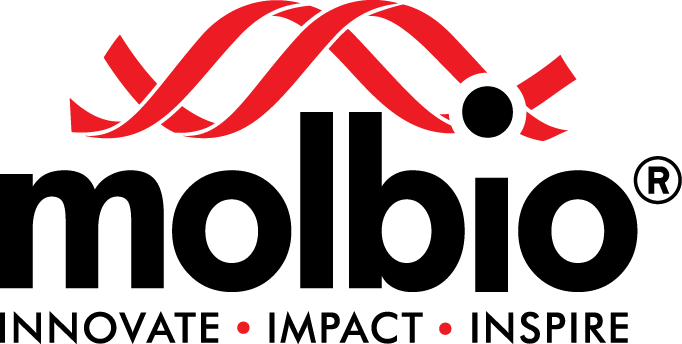 molbio®
INNOVATE • IMPACT • INSPIRE